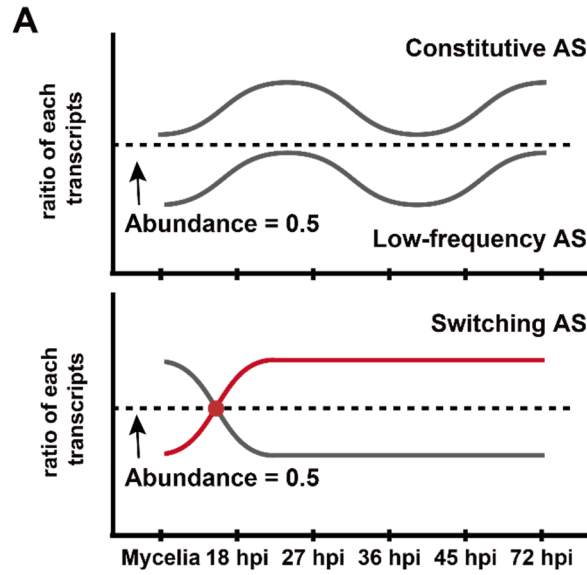 A
Constitutive AS
raitio of each
transcripts
Abundance = 0.5
Low-frequency AS
Switching AS
ratio of each
transcripts
Abundance = 0.5
Mycelia 18 hpi 27 hpi 36 hpi 45 hpi 72 hpi